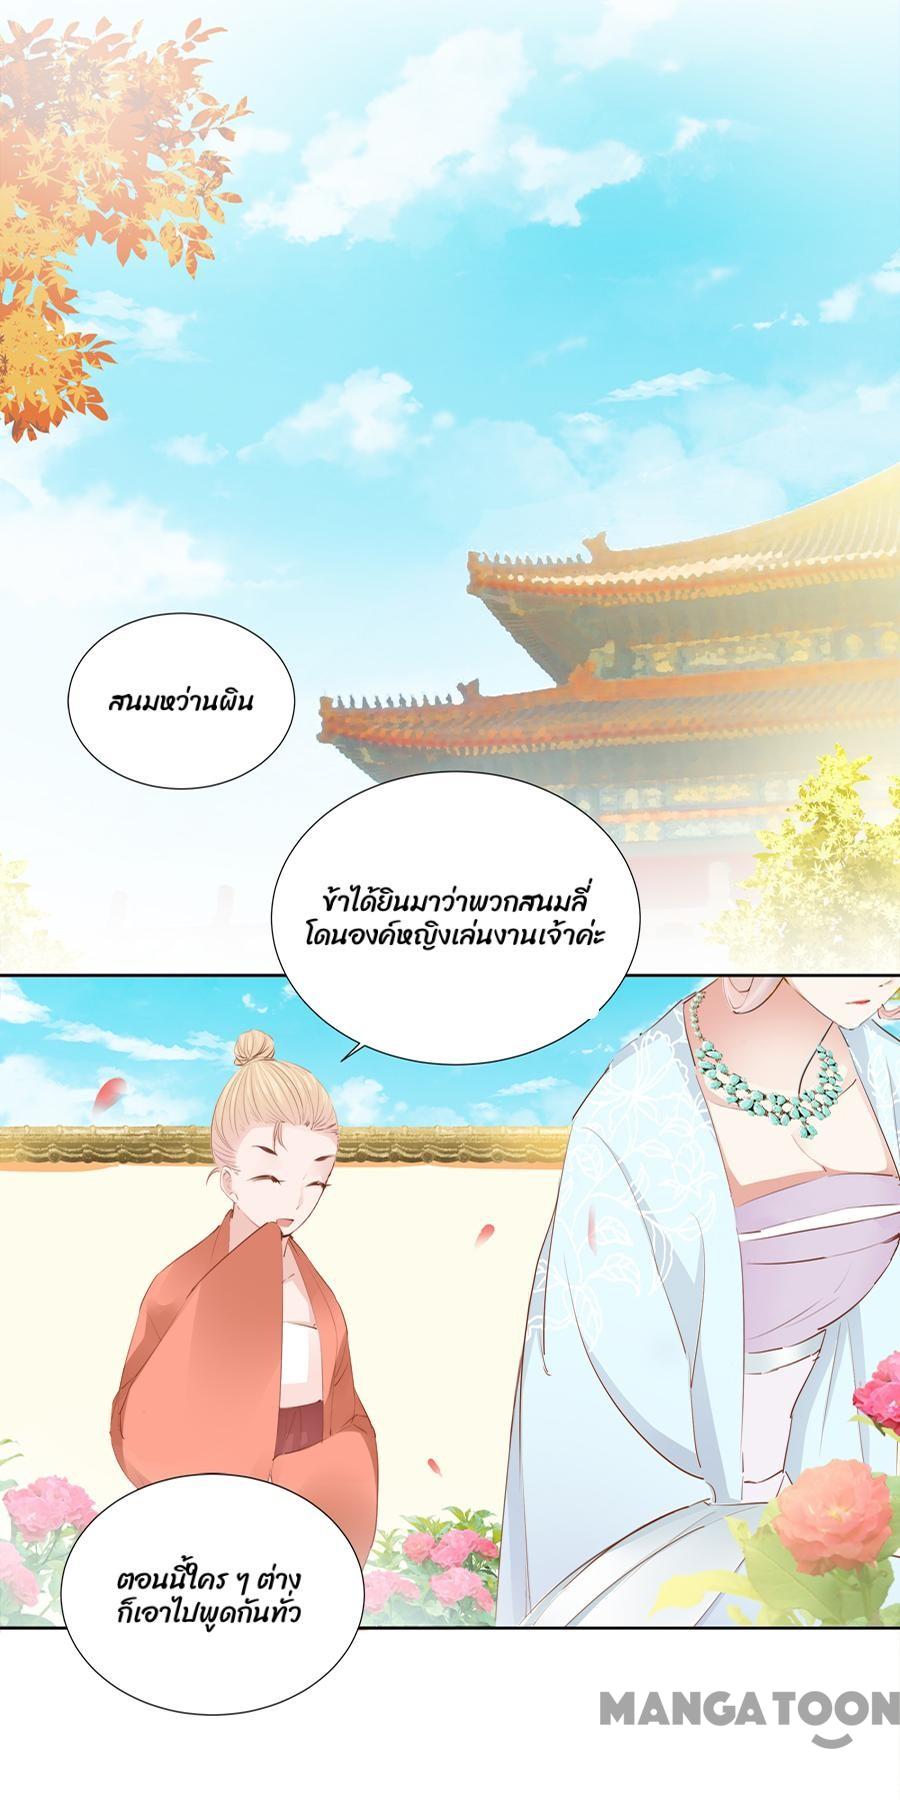 สนมหว่านผิน
ข้าได้ยินมาว่าพวกสนมลี่
โดนองค์หญิงเล่นงานเจ้าค่ะ
ตอนนี้ใคร ๆ ต่าง
ก็เอาไปพูดกันทั่ว
MANGA TOON